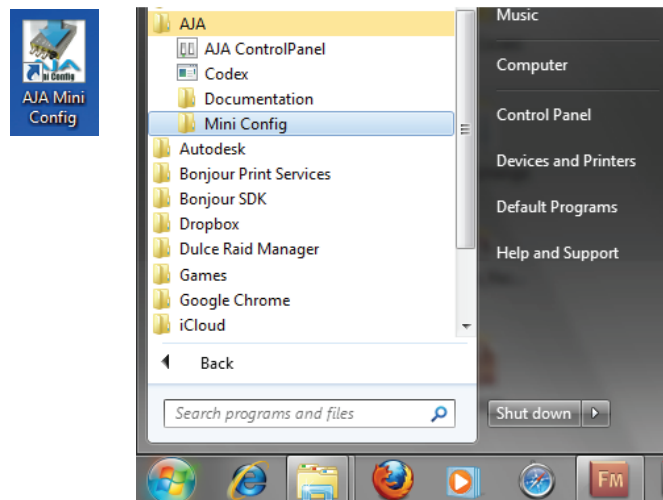 AJA Mini
Config
AJA
AJA ControlPanel
Codex
Documentation
Mini Config
Autodesk
Bonjour Print Services
Bonjour SDK
Dropbox
Dulce Raid Manager
Games
Google Chrome
iCloud
Back
Search programs and files
Music
Computer
Control Panel
Devices and Printers
Default Programs
Help and Support
Shut down
FM